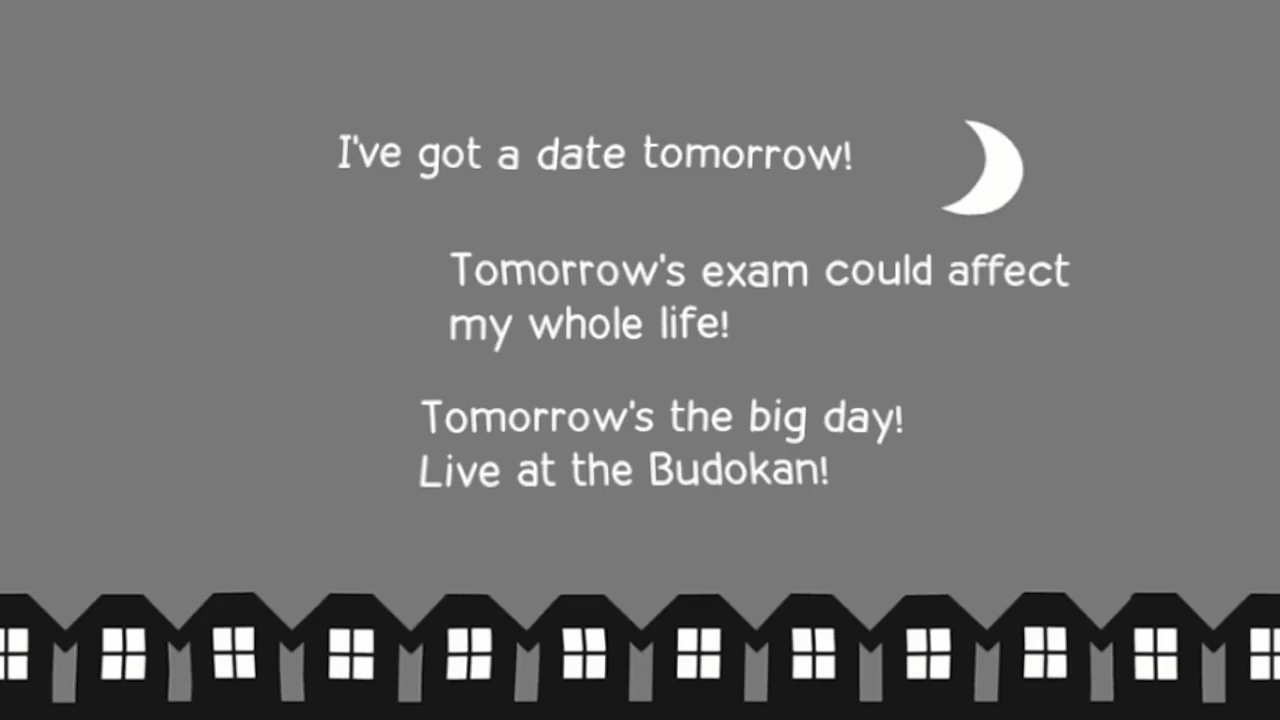 I've got a date tomorrow!
Tomorrow's exam could affect
my whole life!
Tomorrow's the big day!
Live at the Budokan!